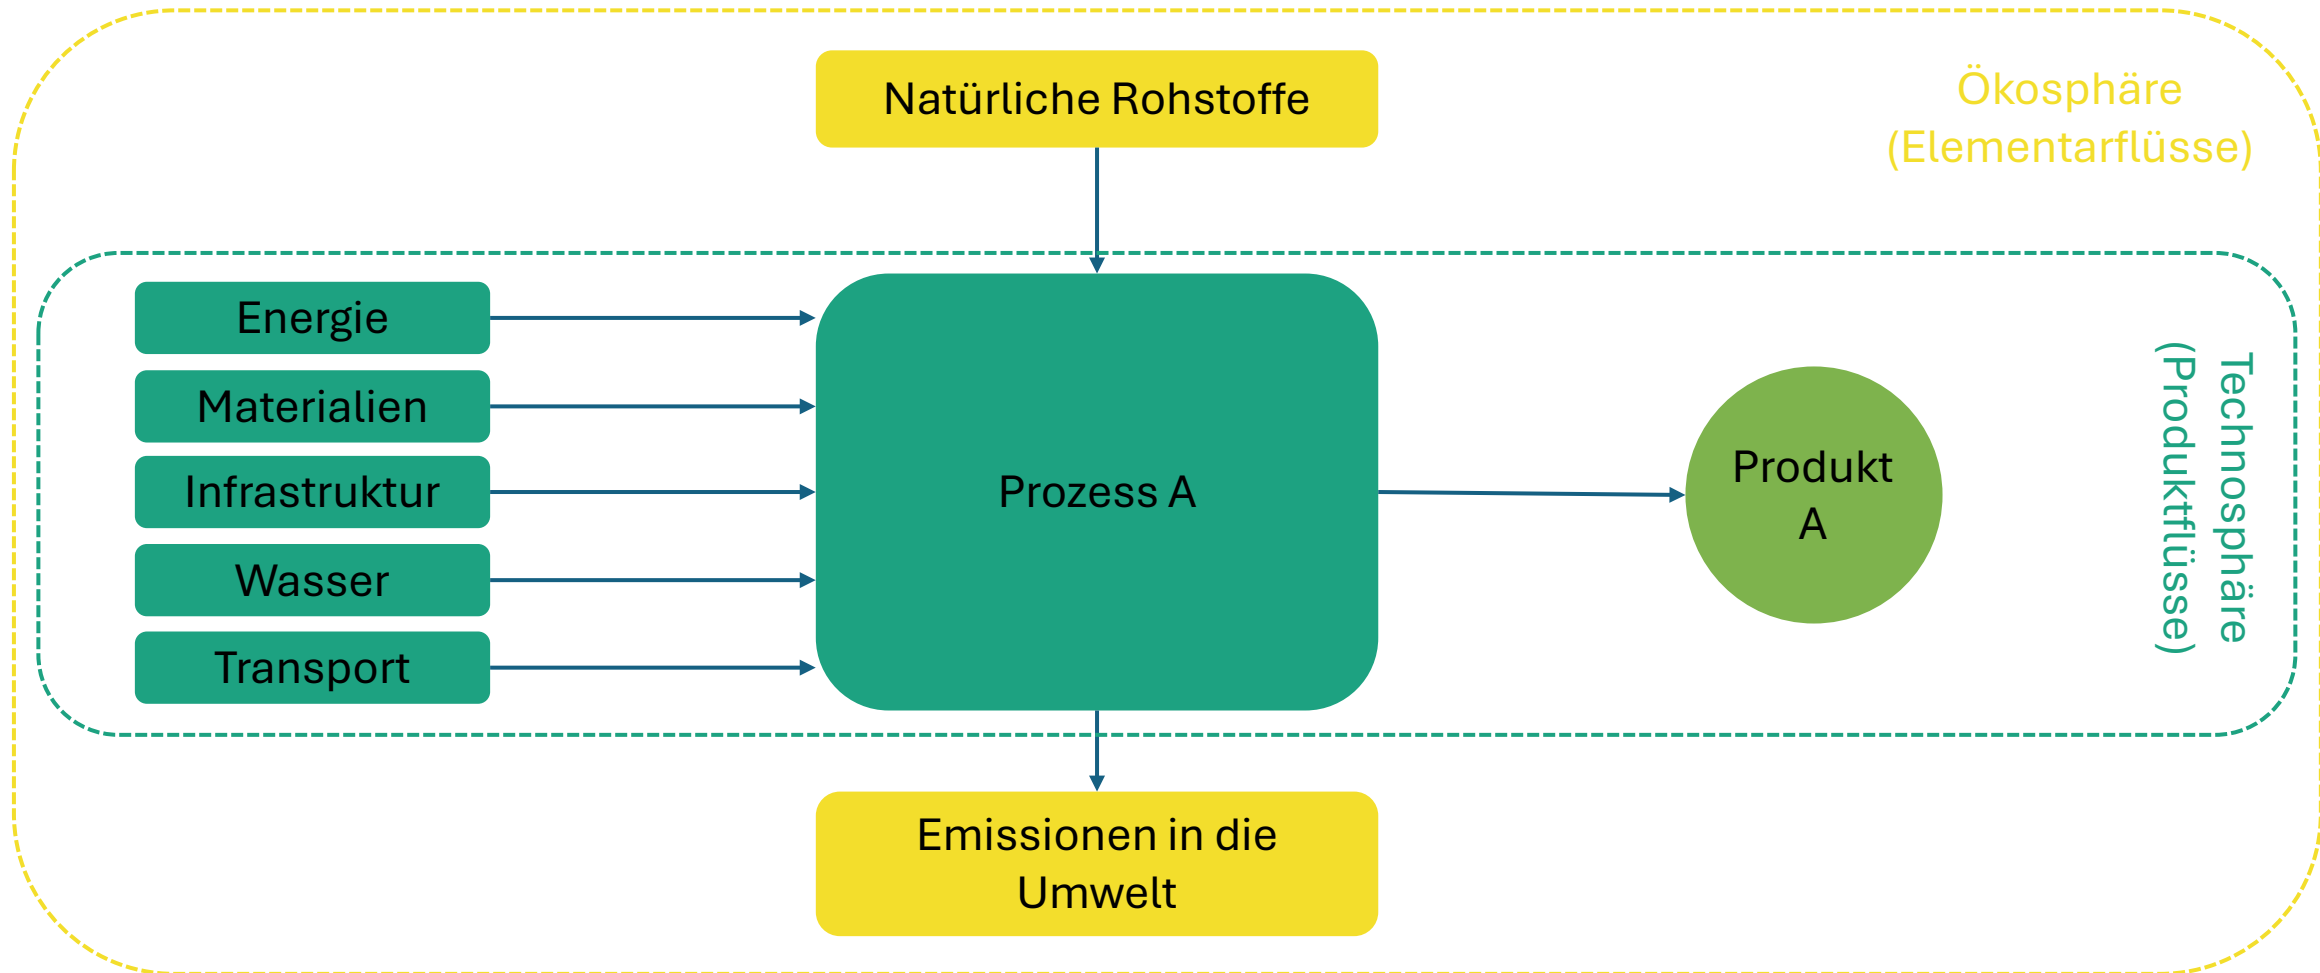 Natürliche Rohstoffe
Ökosphäre
(Elementarflüsse)
Energie
Materialien
Infrastruktur
Wasser
Transport
Prozess A
Produkt
A
Technosphäre
(Produktflüsse)
Emissionen in die
Umwelt